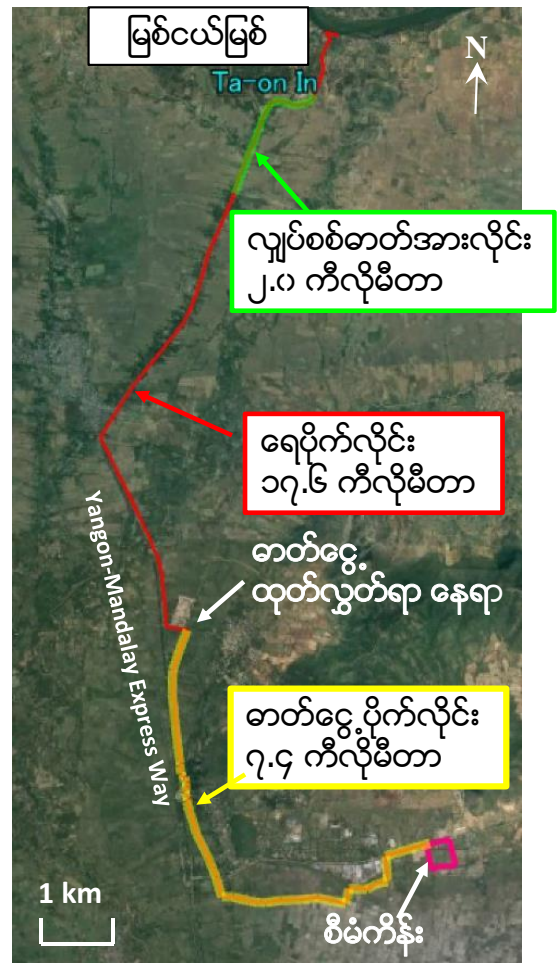 မြစ်ငယ်မြစ်
N
Ta-on In
လျှပ်စစ်ဓာတ်အားလိုင်း
၂.၀ ကီလိုမီတာ
ရေပိုက်လိုင်း
၁၇.၆ ကီလိုမီတာ
ဓာတ်ငွေ့
ထုတ်လွှတ်ရာ နေရာ
Yangon-Mandalay Express Way
ဓာတ်ငွေ့ ပိုက်လိုင်း
၇.၄ ကီလိုမီတာ
1 km
စီမံကိန်း